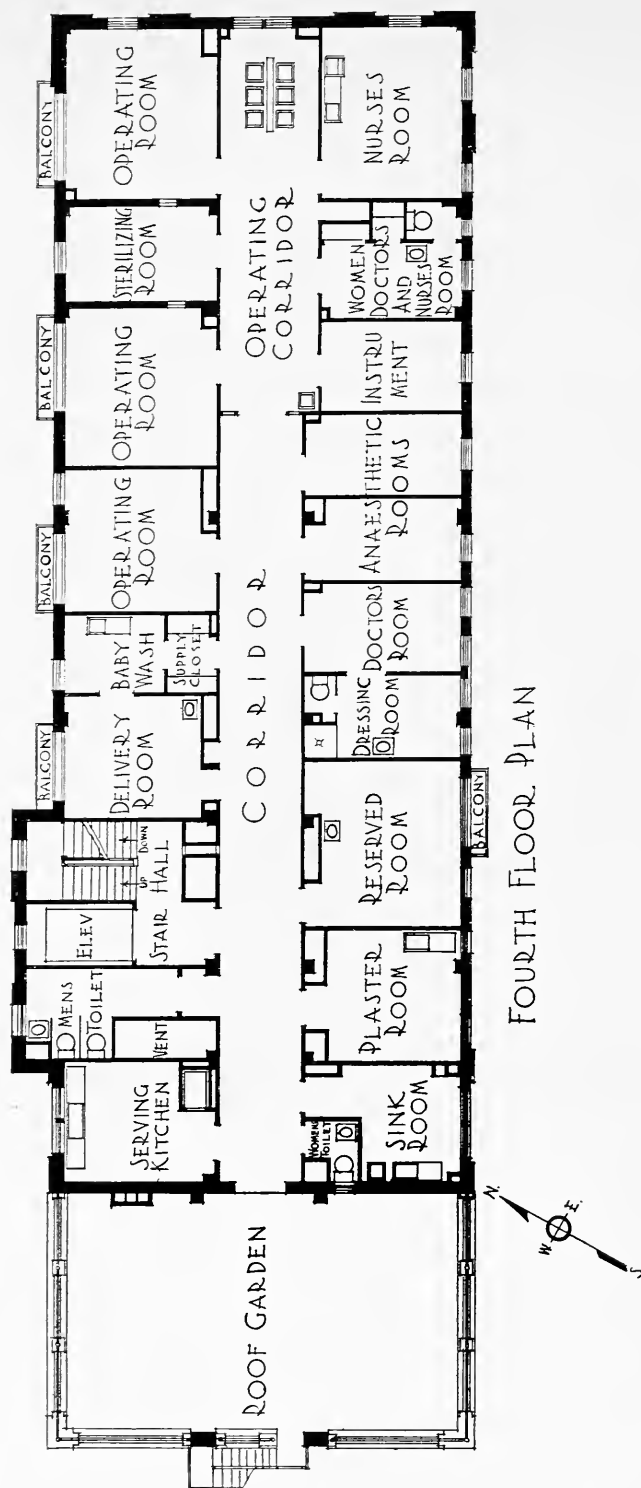 BALCONY
OPERATING
ROOM
NURSES
ROOM
STERILIZING
ROOM
OPERATING
CORRIDOR
WOMEN
DOCTORS
AND
NURSES
ROOM
BALCONY
OPERATING
ROOM
INSTRU
MENT
ANAESTHETIC
ROOMS
BALCONY
OPERATING
ROOM
DOCTORS
ROOM
BABY
WASH
SUPPLY
CLOSET
CORRIDOR
DRESSING
ROOM
BALCONY
DELIVERY
ROOM
RESERVED
ROOM
BALCONY
DOWN
UP
STAIR HALL
ELEV
MENS
TOILET
VENT
PLASTER
ROOM
SERVING
KITCHEN
WOMENS
TOILET
SINK
ROOM
ROOF GARDEN
FOURTH FLOOR PLAN
N.
W.
E.
S